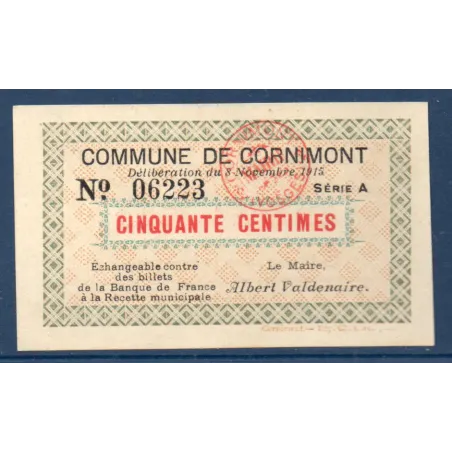 COMMUNE DE CORNIMONT
Délibération du 8 Novembre 1915
Nº 06223 SÉRIE A
CINQUANTE CENTIMES
Échangeable contre
des billets
de la Banque de France
à la Recette municipale
Le Maire,
Albert Valdenaire.